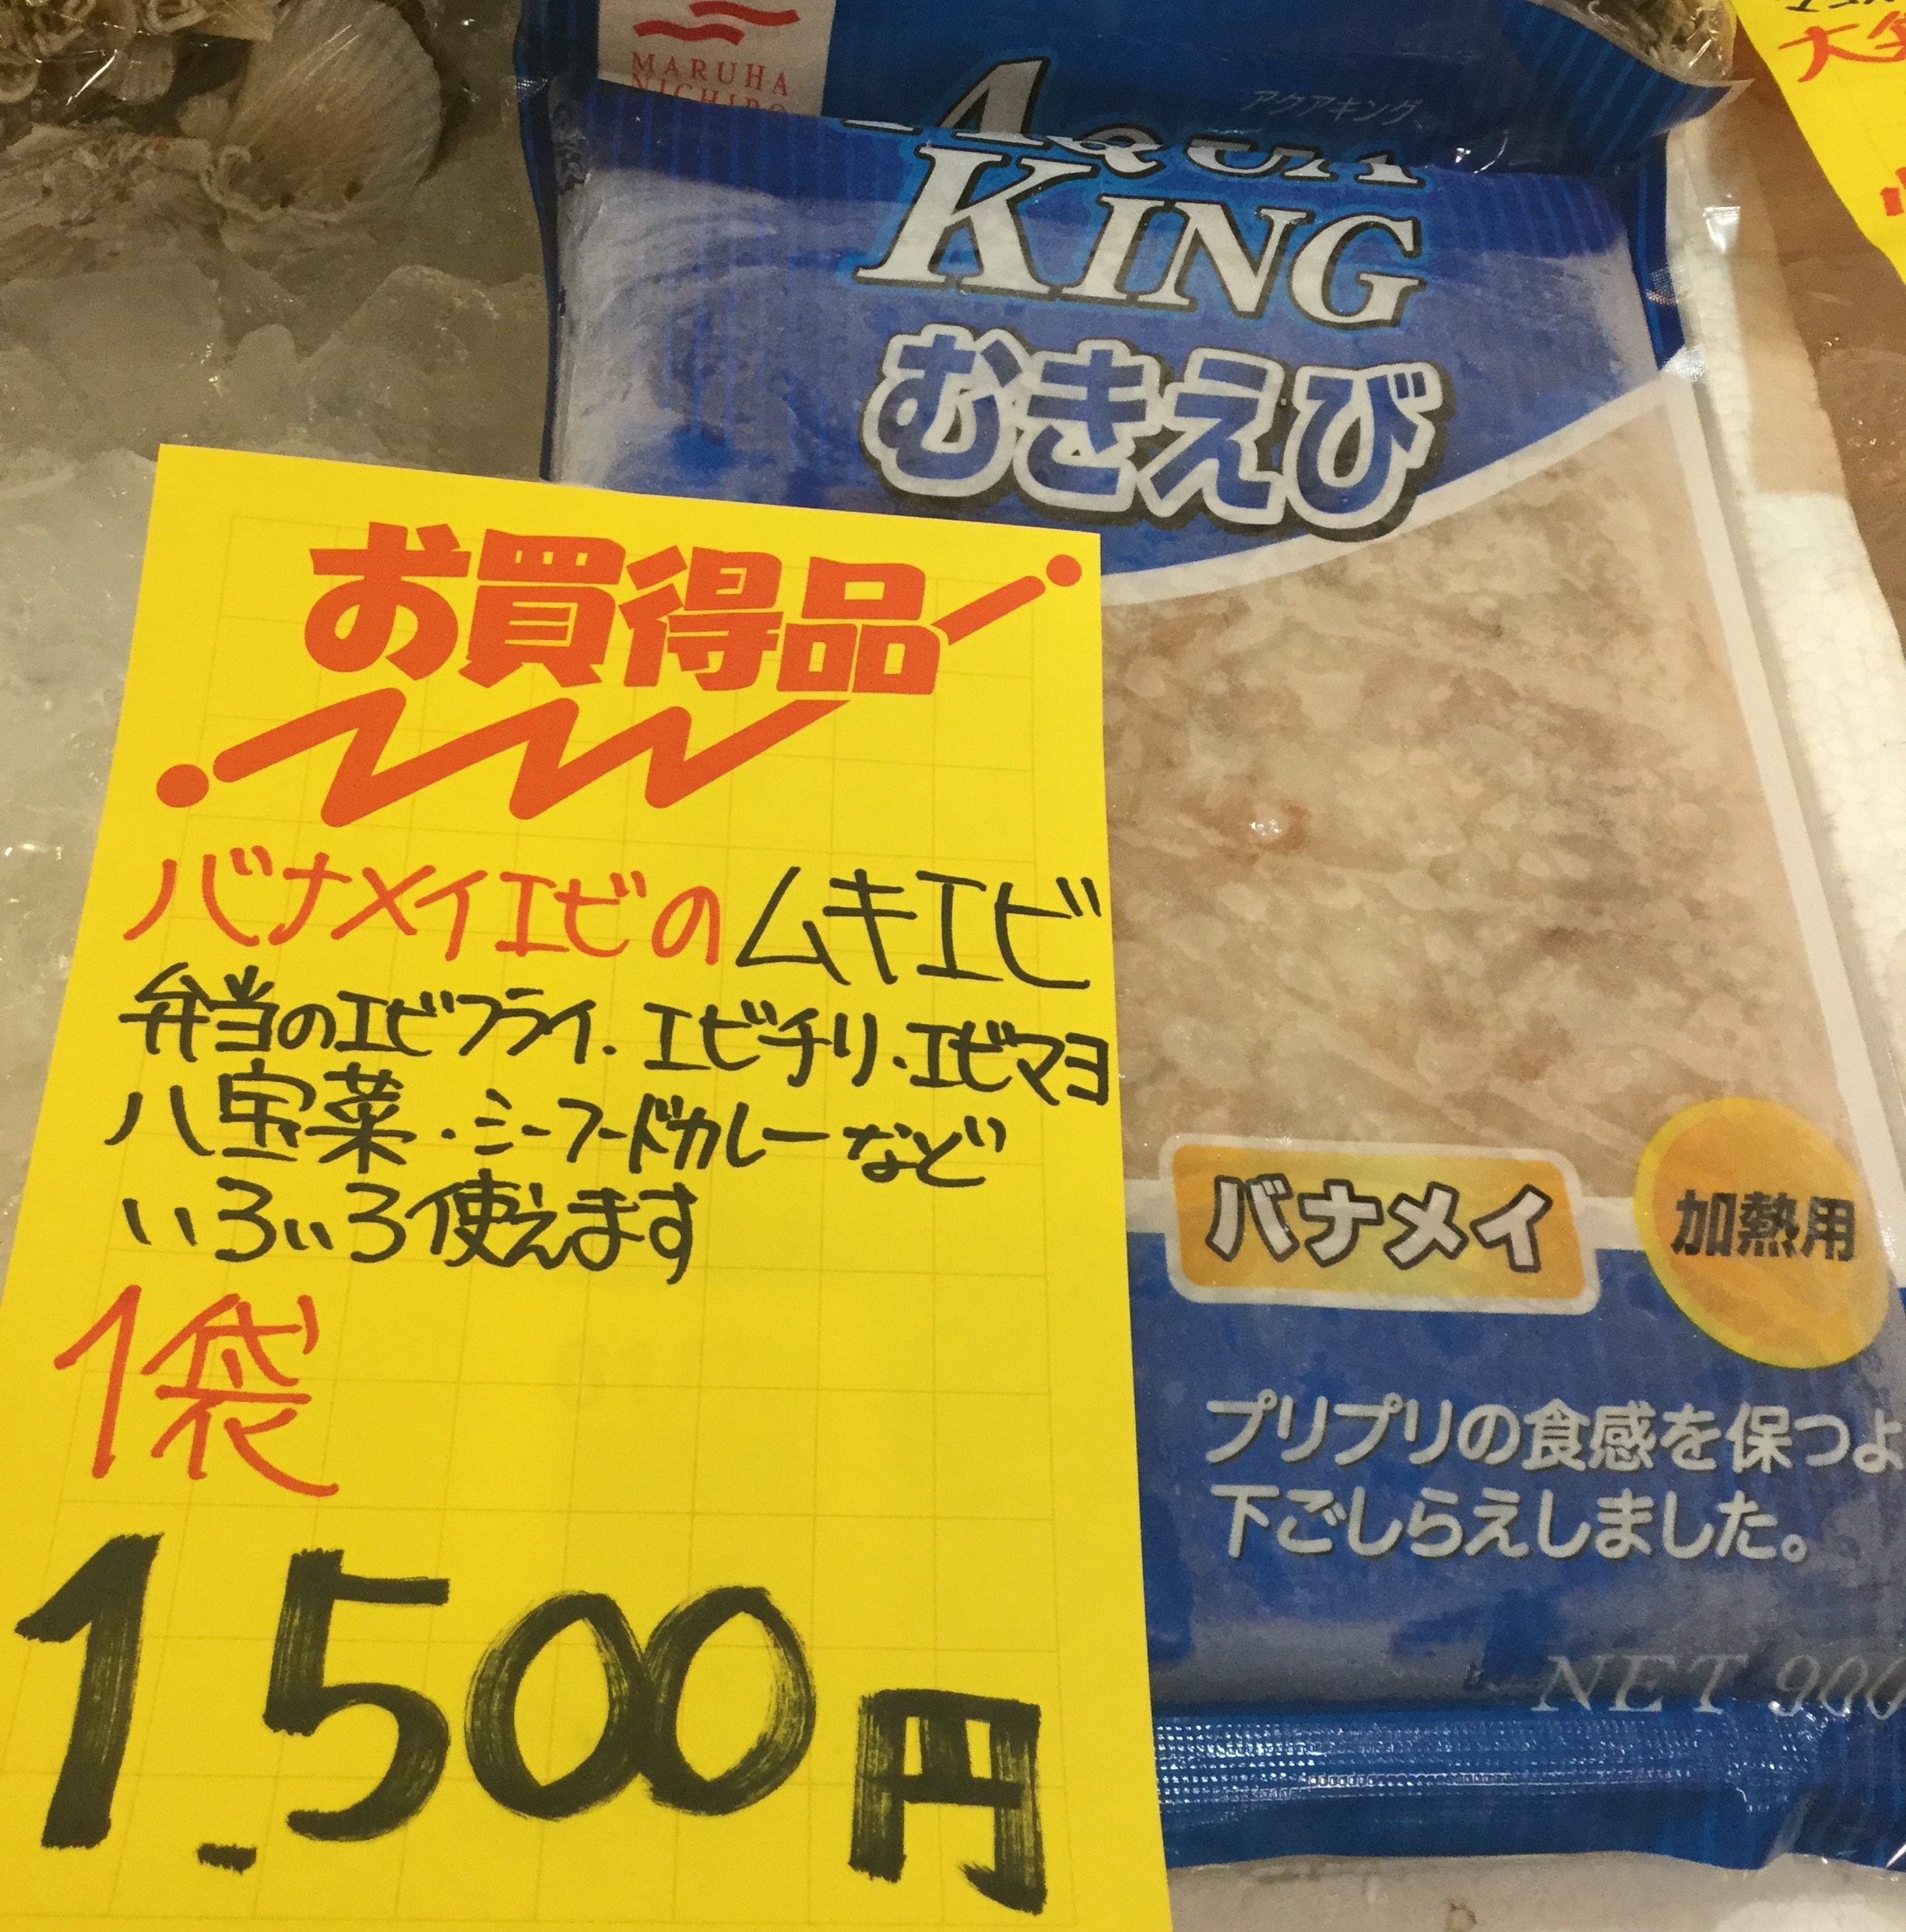 MARUHA
NICHIRO
アクアキング
AQUA
KING
むきえび
お買得品
バナメイエビのムキエビ
弁当のエビフライ・エビチリ・エビマヨ
八宝菜・シーフードカレーなど
いろいろ使えます
1袋
1,500円
バナメイ
加熱用
プリプリの食感を保つよ
下ごしらえしました。
NET 900